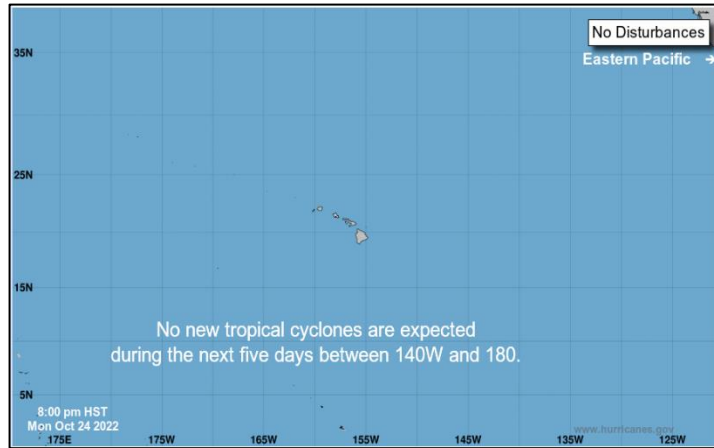 No Disturbances
35N
Eastern Pacific →
25N
15N
No new tropical cyclones are expected
during the next five days between 140W and 180.
5N
8:00 pm HST
Mon Oct 24 2022
www.hurricanes.gov
175E 175W 165W 155W 145W 135W 125W